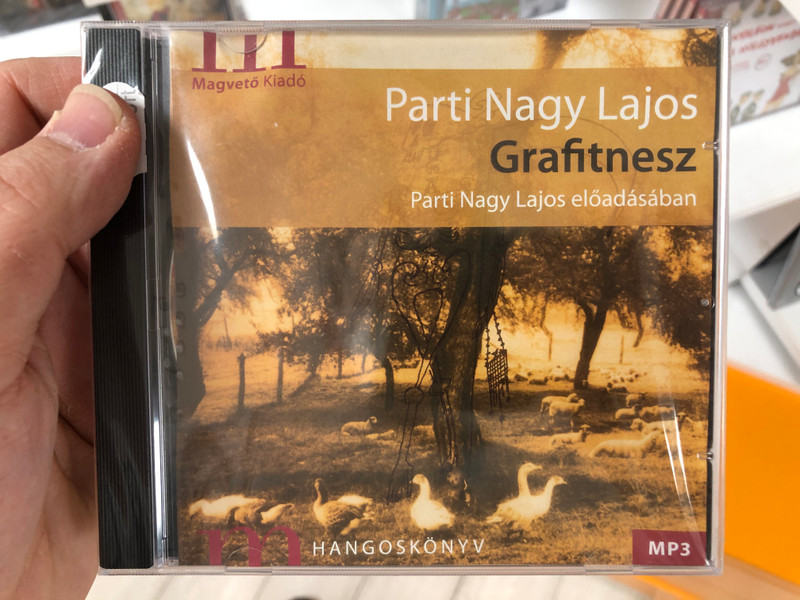 m
Magvető Kiadó
Parti Nagy Lajos
Grafitnesz
Parti Nagy Lajos előadásában
m HANGOSKÖNYV
MP3